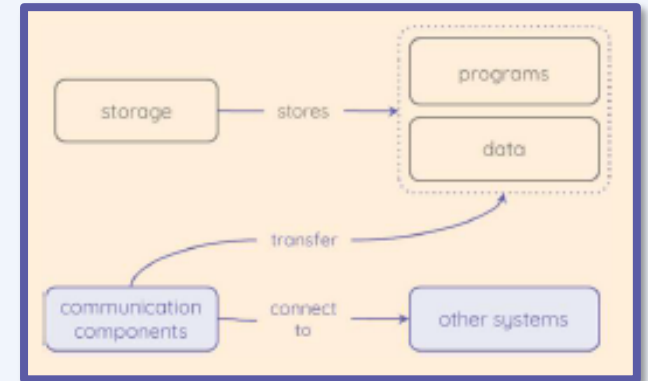 programs
storage
stores
data
transfer
communication
components
connect
to
other systems